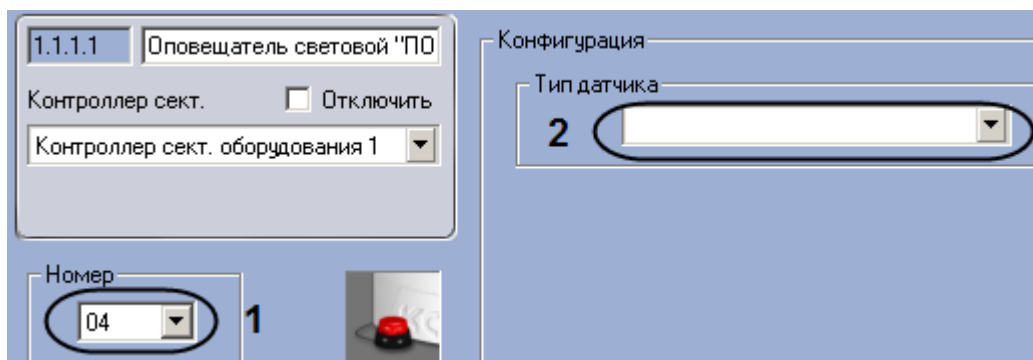 1.1.1.1 Оповещатель световой "ПО
Контроллер сект. Отключить
Контроллер сект. оборудования 1
Номер
04 1
Конфигурация
Тип датчика
2